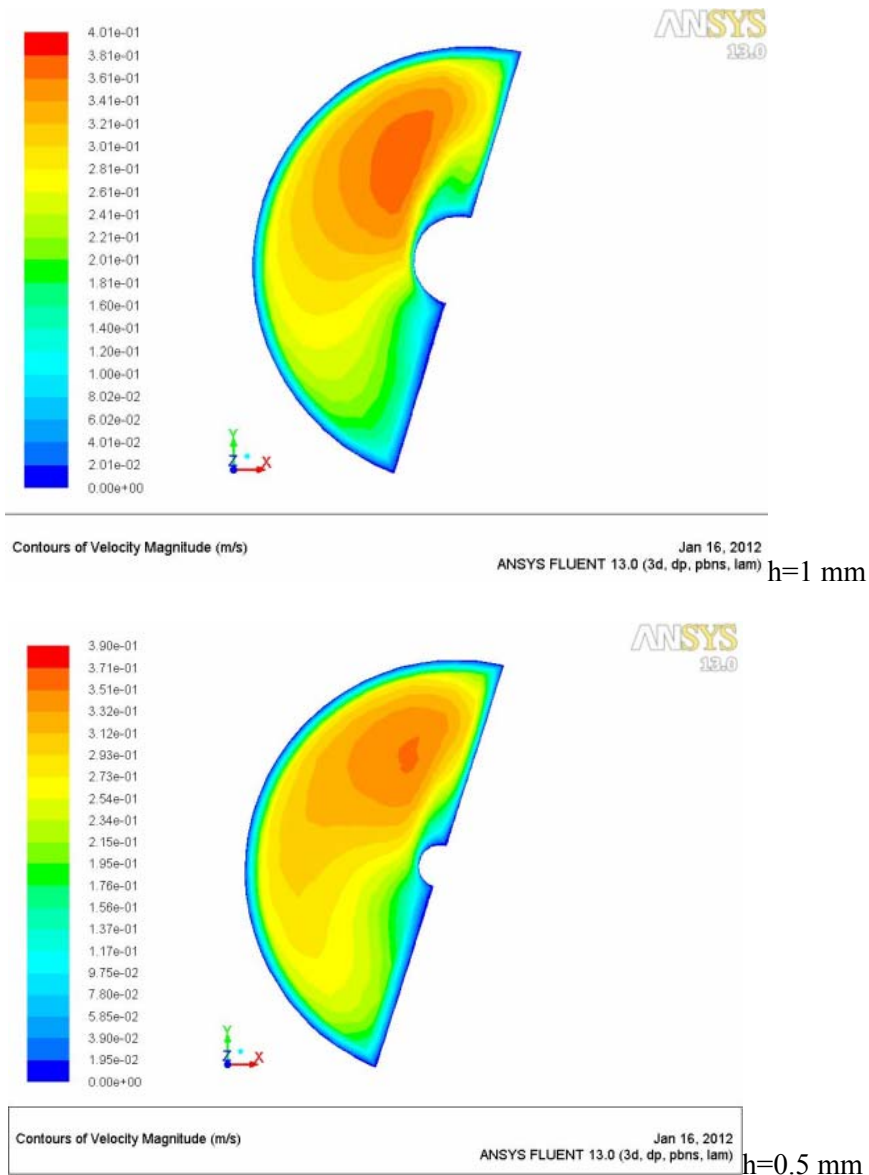 ANSYS
13.0
4.01e-01
3.81e-01
3.61e-01
3.41e-01
3.21e-01
3.01e-01
2.81e-01
2.61e-01
2.41e-01
2.21e-01
2.01e-01
1.81e-01
1.60e-01
1.40e-01
1.20e-01
1.00e-01
8.02e-02
6.02e-02
4.01e-02
2.01e-02
0.00e+00
Y
Z X
Contours of Velocity Magnitude (m/s)
Jan 16, 2012
ANSYS FLUENT 13.0 (3d, dp, pbns, lam)
h=1 mm
ANSYS
13.0
3.90e-01
3.71e-01
3.51e-01
3.32e-01
3.12e-01
2.93e-01
2.73e-01
2.54e-01
2.34e-01
2.15e-01
1.95e-01
1.76e-01
1.56e-01
1.37e-01
1.17e-01
9.75e-02
7.80e-02
5.85e-02
3.90e-02
1.95e-02
0.00e+00
Y
Z X
Contours of Velocity Magnitude (m/s)
Jan 16, 2012
ANSYS FLUENT 13.0 (3d, dp, pbns, lam)
h=0.5 mm